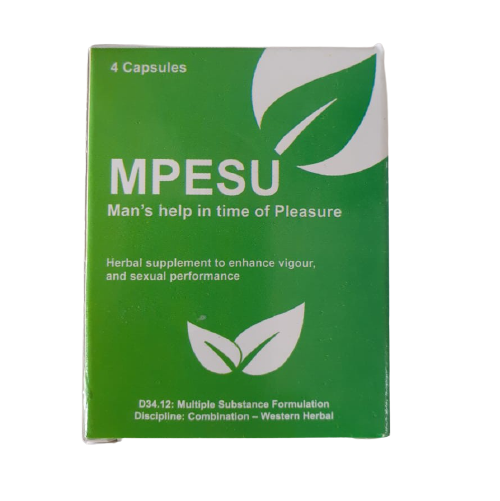 4 Capsules
MPESU
Man's help in time of Pleasure
Herbal supplement to enhance vigour,
and sexual performance
D34.12: Multiple Substance Formulation
Discipline: Combination – Western Herbal